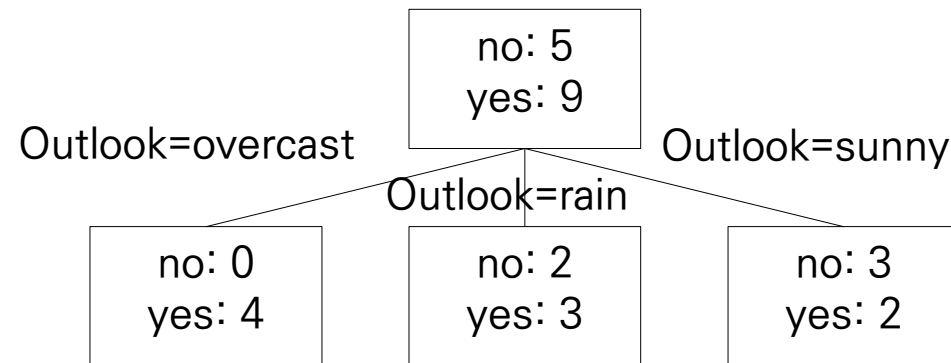 no: 5
yes: 9
Outlook=overcast
Outlook=sunny
Outlook=rain
no: 0
yes: 4
no: 2
yes: 3
no: 3
yes: 2